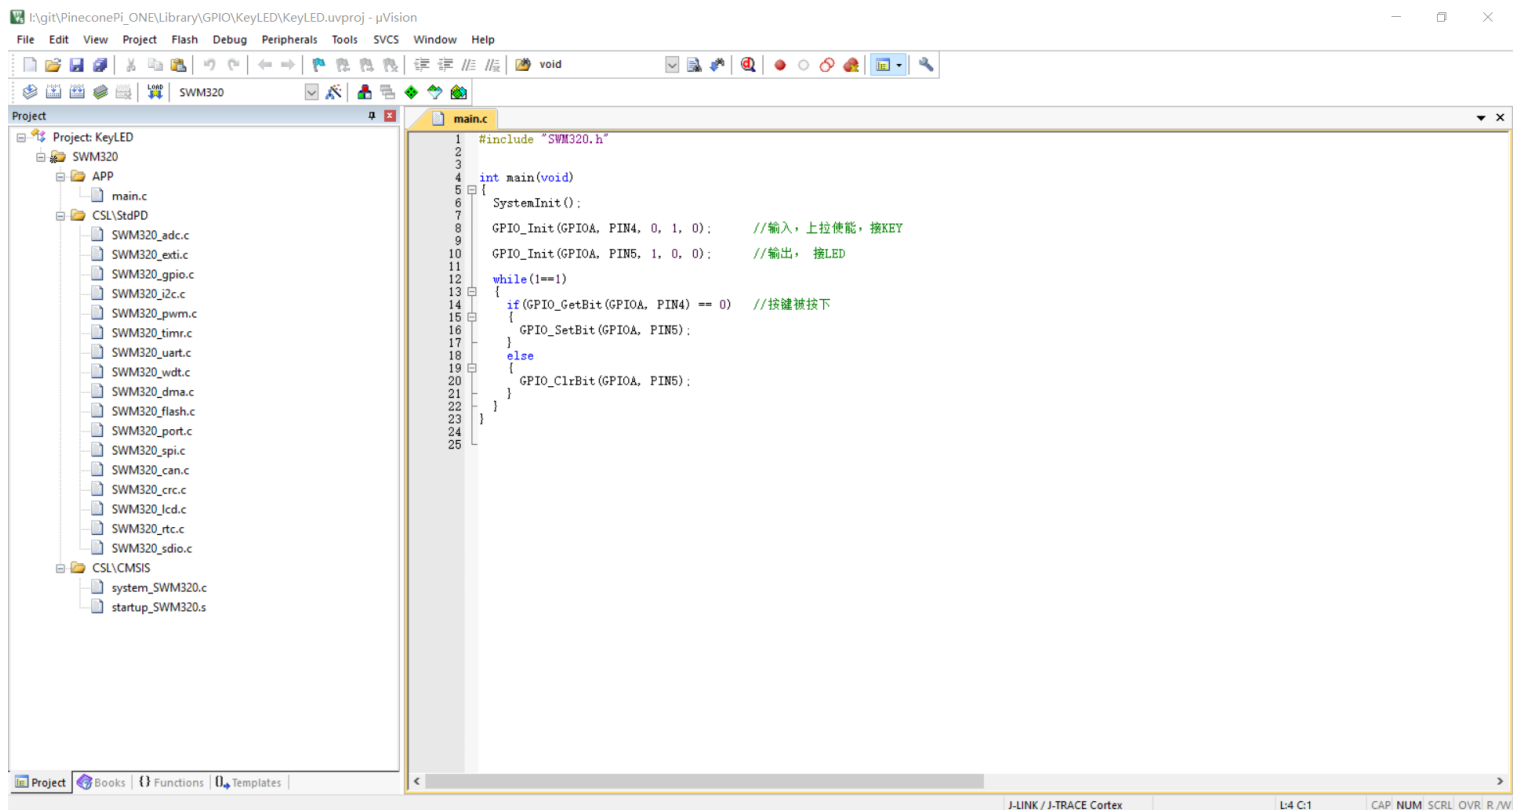 I:\git\PineconePi_ONE\Library\GPIO\KeyLED\KeyLED.uvproj - µVision
File Edit View Project Flash Debug Peripherals Tools SVCS Window Help
void
LOAD SWM320
Project
Project: KeyLED
SWM320
APP
main.c
CSL\StdPD
SWM320_adc.c
SWM320_exti.c
SWM320_gpio.c
SWM320_i2c.c
SWM320_pwm.c
SWM320_timr.c
SWM320_uart.c
SWM320_wdt.c
SWM320_dma.c
SWM320_flash.c
SWM320_port.c
SWM320_spi.c
SWM320_can.c
SWM320_crc.c
SWM320_lcd.c
SWM320_rtc.c
SWM320_sdio.c
CSL\CMSIS
system_SWM320.c
startup_SWM320.s
Project Books {} Functions Templates
main.c
1 #include "SWM320.h"
2
3
4 int main(void)
5 {
6 SystemInit();
7
8 GPIO_Init(GPIOA, PIN4, 0, 1, 0); //输入，上拉使能，接KEY
9
10 GPIO_Init(GPIOA, PIN5, 1, 0, 0); //输出， 接LED
11
12 while(1==1)
13 {
14 if(GPIO_GetBit(GPIOA, PIN4) == 0) //按键被按下
15 {
16 GPIO_SetBit(GPIOA, PIN5);
17 }
18 else
19 {
20 GPIO_ClrBit(GPIOA, PIN5);
21 }
22 }
23 }
24
25
J-LINK / J-TRACE Cortex L:4 C:1 CAP NUM SCRL OVR R/W